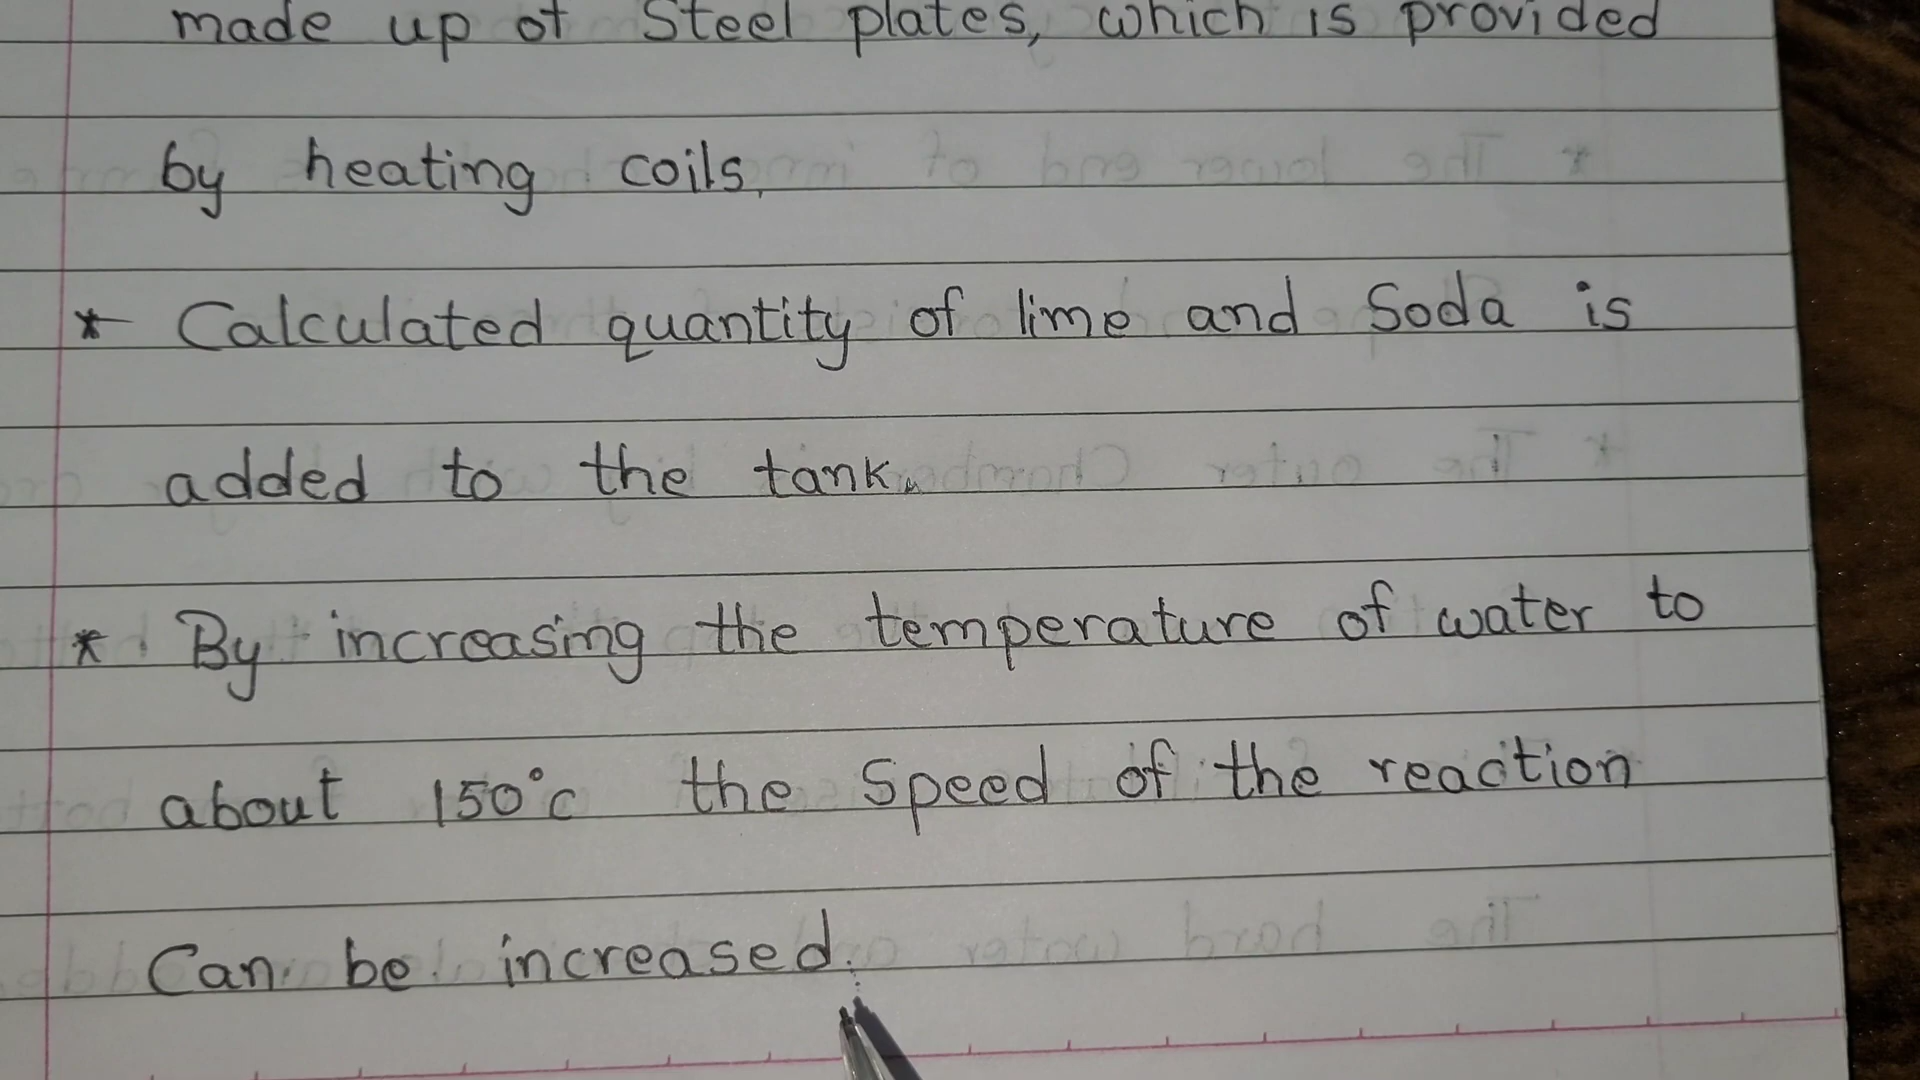 made up of Steel plates, which is provided
by heating coils.
* Calculated quantity of lime and Soda is
added to the tank.
* By increasing the temperature of water to
about 150°c the Speed of the reaction
Can be increased.